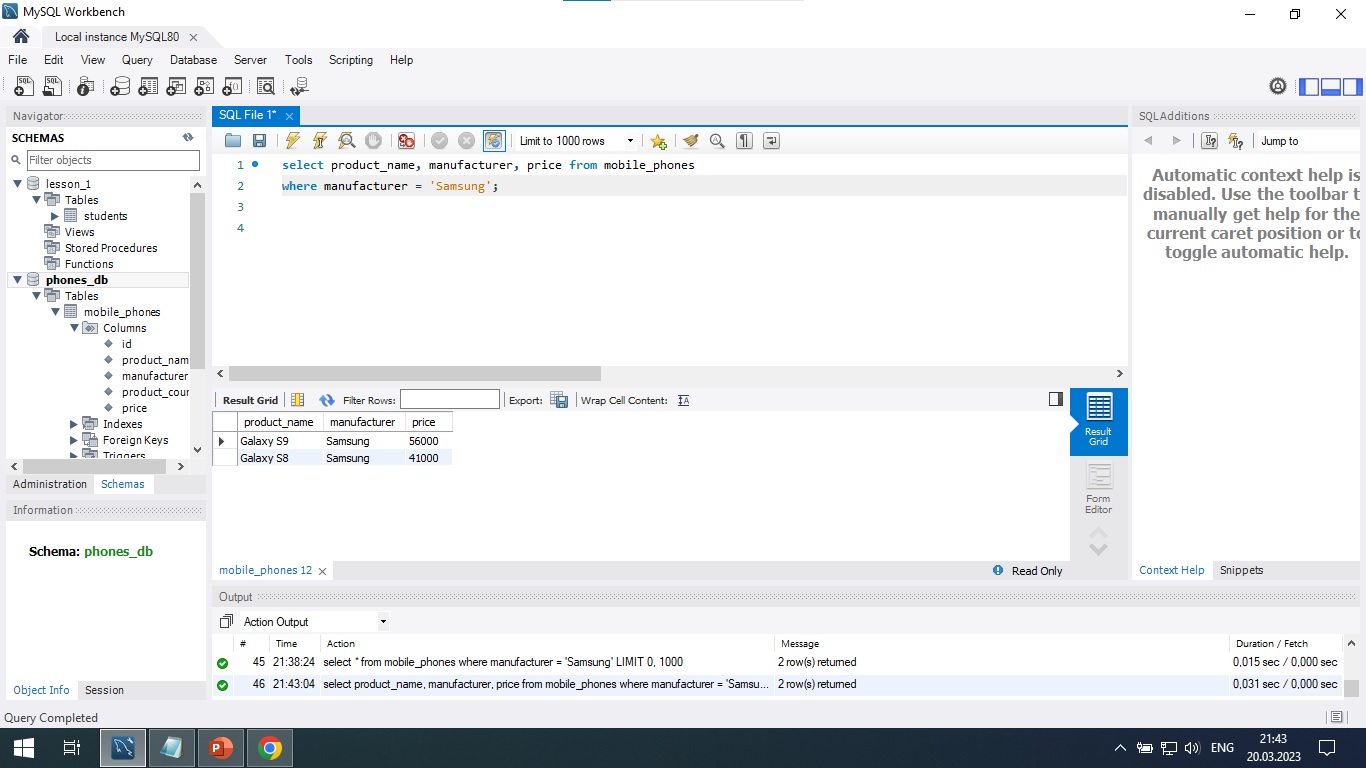 MySQL Workbench
Local instance MySQL80
File Edit View Query Database Server Tools Scripting Help
Navigator
SCHEMAS
Filter objects
lesson_1
Tables
students
Views
Stored Procedures
Functions
phones_db
Tables
mobile_phones
Columns
id
product_nam
manufacturer
product_cour
price
Indexes
Foreign Keys
Triggers
Administration Schemas
Information
Schema: phones_db
Object Info Session
SQL File 1*
Limit to 1000 rows
1 select product_name, manufacturer, price from mobile_phones
2 where manufacturer = 'Samsung';
3
4
Result Grid Filter Rows: Export: Wrap Cell Content:
product_name manufacturer price
Galaxy S9 Samsung 56000
Galaxy S8 Samsung 41000
Result
Grid
Form
Editor
mobile_phones 12
Read Only
SQLAdditions
Jump to
Automatic context help is
disabled. Use the toolbar t
manually get help for the
current caret position or to
toggle automatic help.
Context Help Snippets
Output
Action Output
# Time Action Message Duration / Fetch
45 21:38:24 select * from mobile_phones where manufacturer = 'Samsung' LIMIT 0, 1000 2 row(s) returned 0,015 sec / 0,000 sec
46 21:43:04 select product_name, manufacturer, price from mobile_phones where manufacturer = 'Samsu... 2 row(s) returned 0,031 sec / 0,000 sec
Query Completed
ENG
21:43
20.03.2023